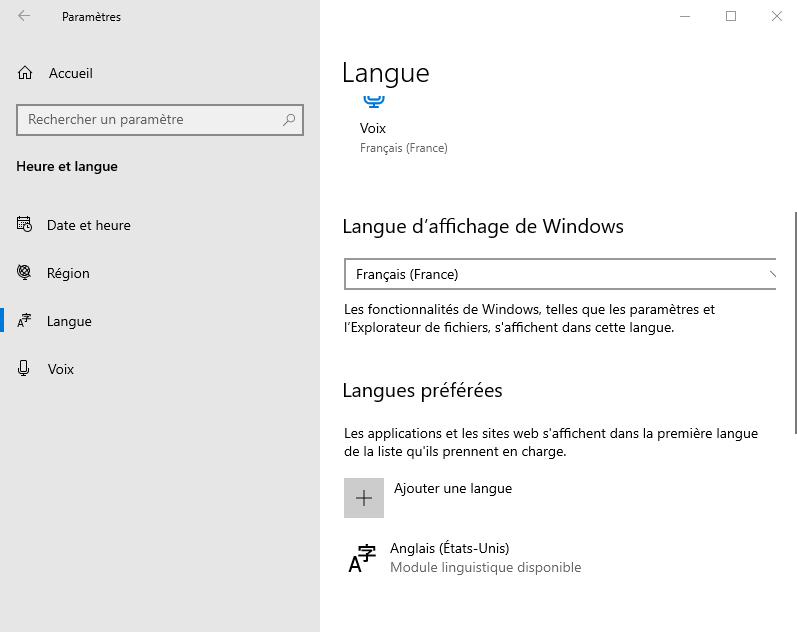 Paramètres
Accueil
Rechercher un paramètre
Heure et langue
Date et heure
Région
Langue
Voix
Langue
Voix
Français (France)
Langue d’affichage de Windows
Français (France)
Les fonctionnalités de Windows, telles que les paramètres et
l’Explorateur de fichiers, s'affichent dans cette langue.
Langues préférées
Les applications et les sites web s'affichent dans la première langue
de la liste qu'ils prennent en charge.
Ajouter une langue
Anglais (États-Unis)
Module linguistique disponible